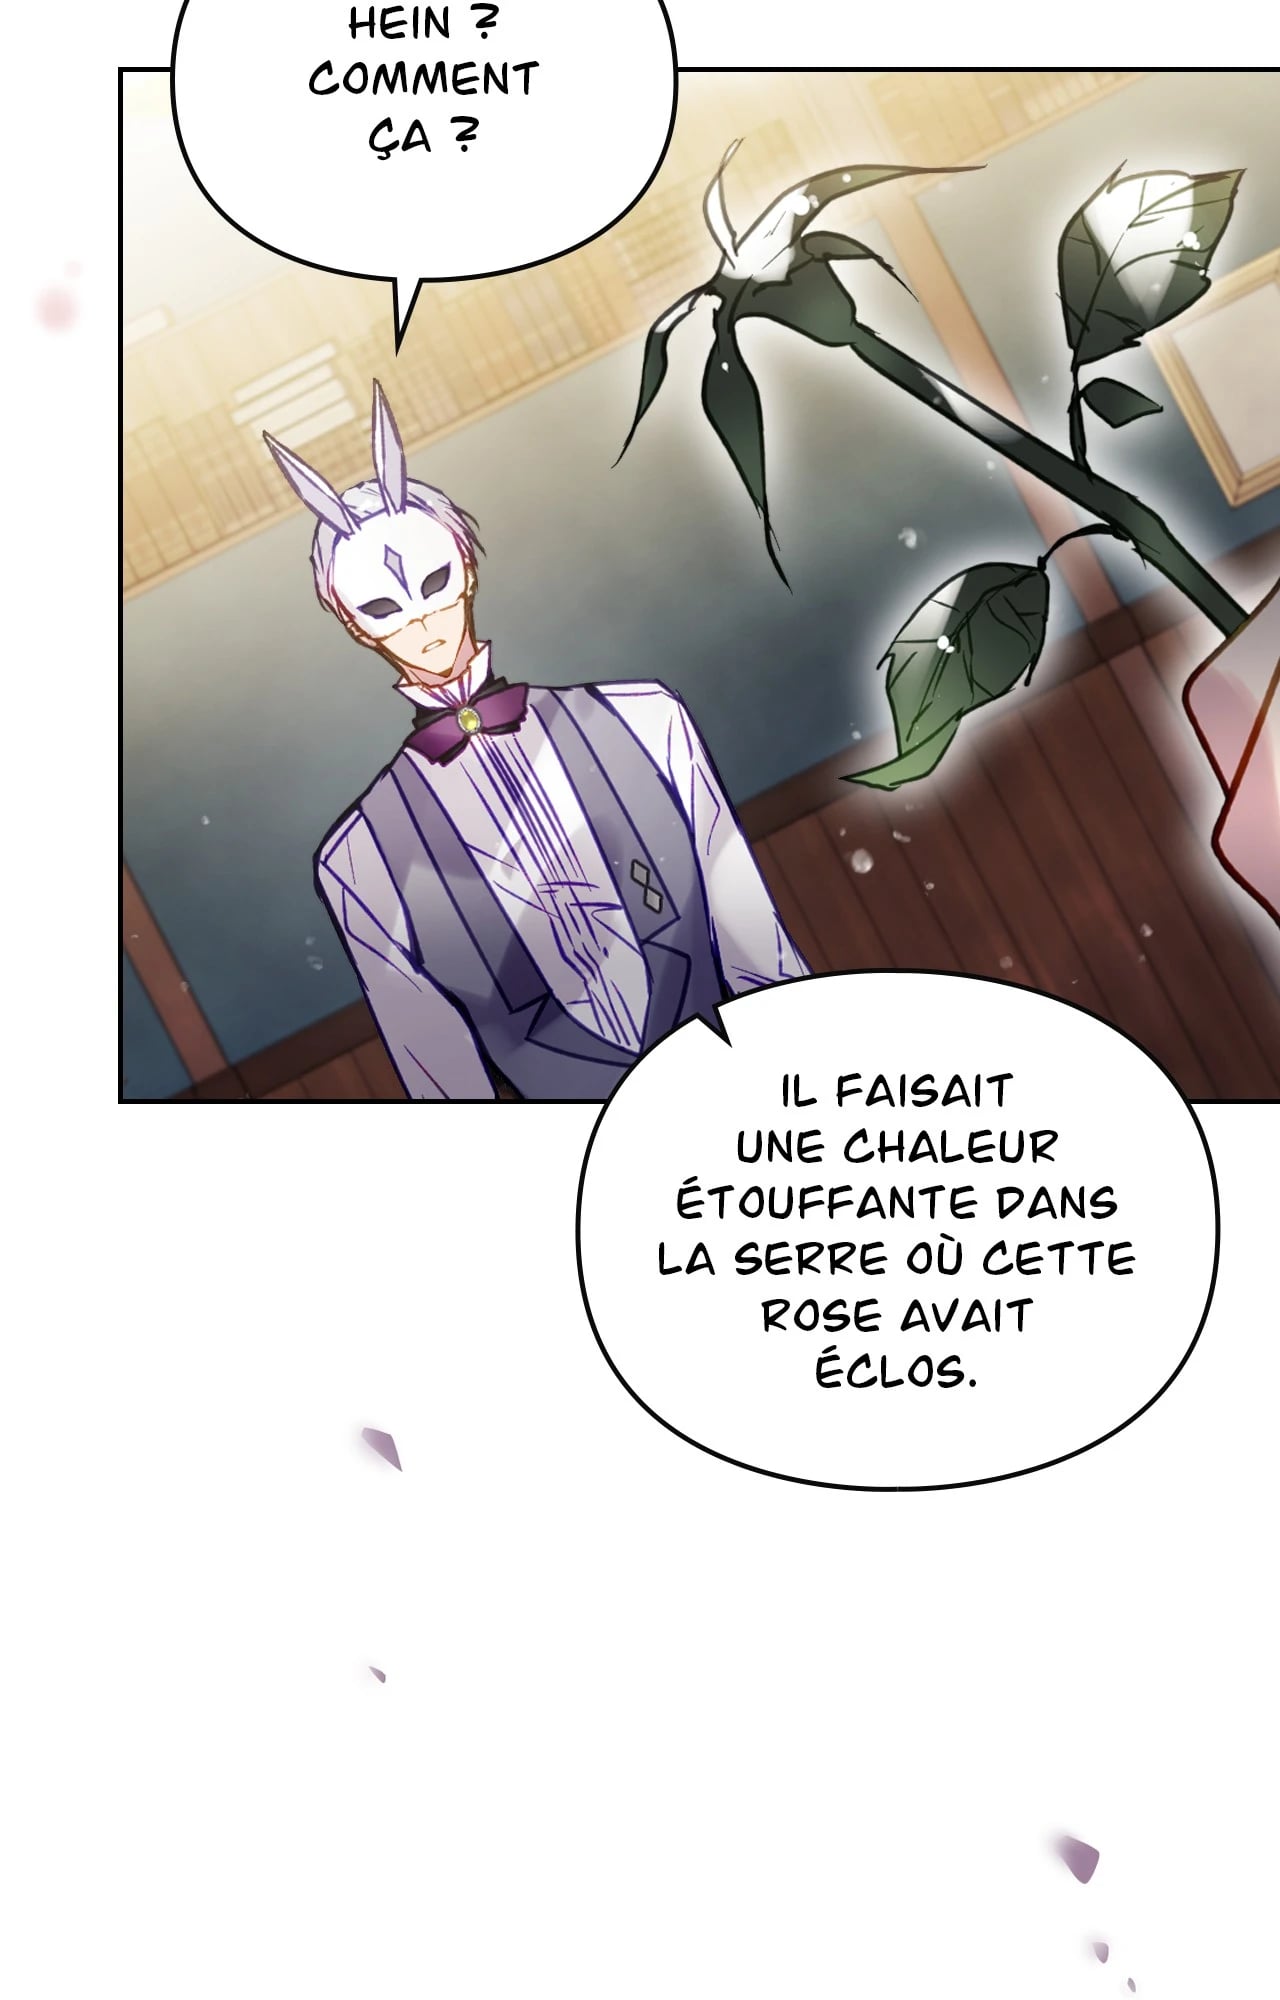 HEIN ?
COMMENT
ÇA ?
IL FAISAIT
UNE CHALEUR
ÉTOUFFANTE DANS
LA SERRE OÙ CETTE
ROSE AVAIT
ÉCLOS.